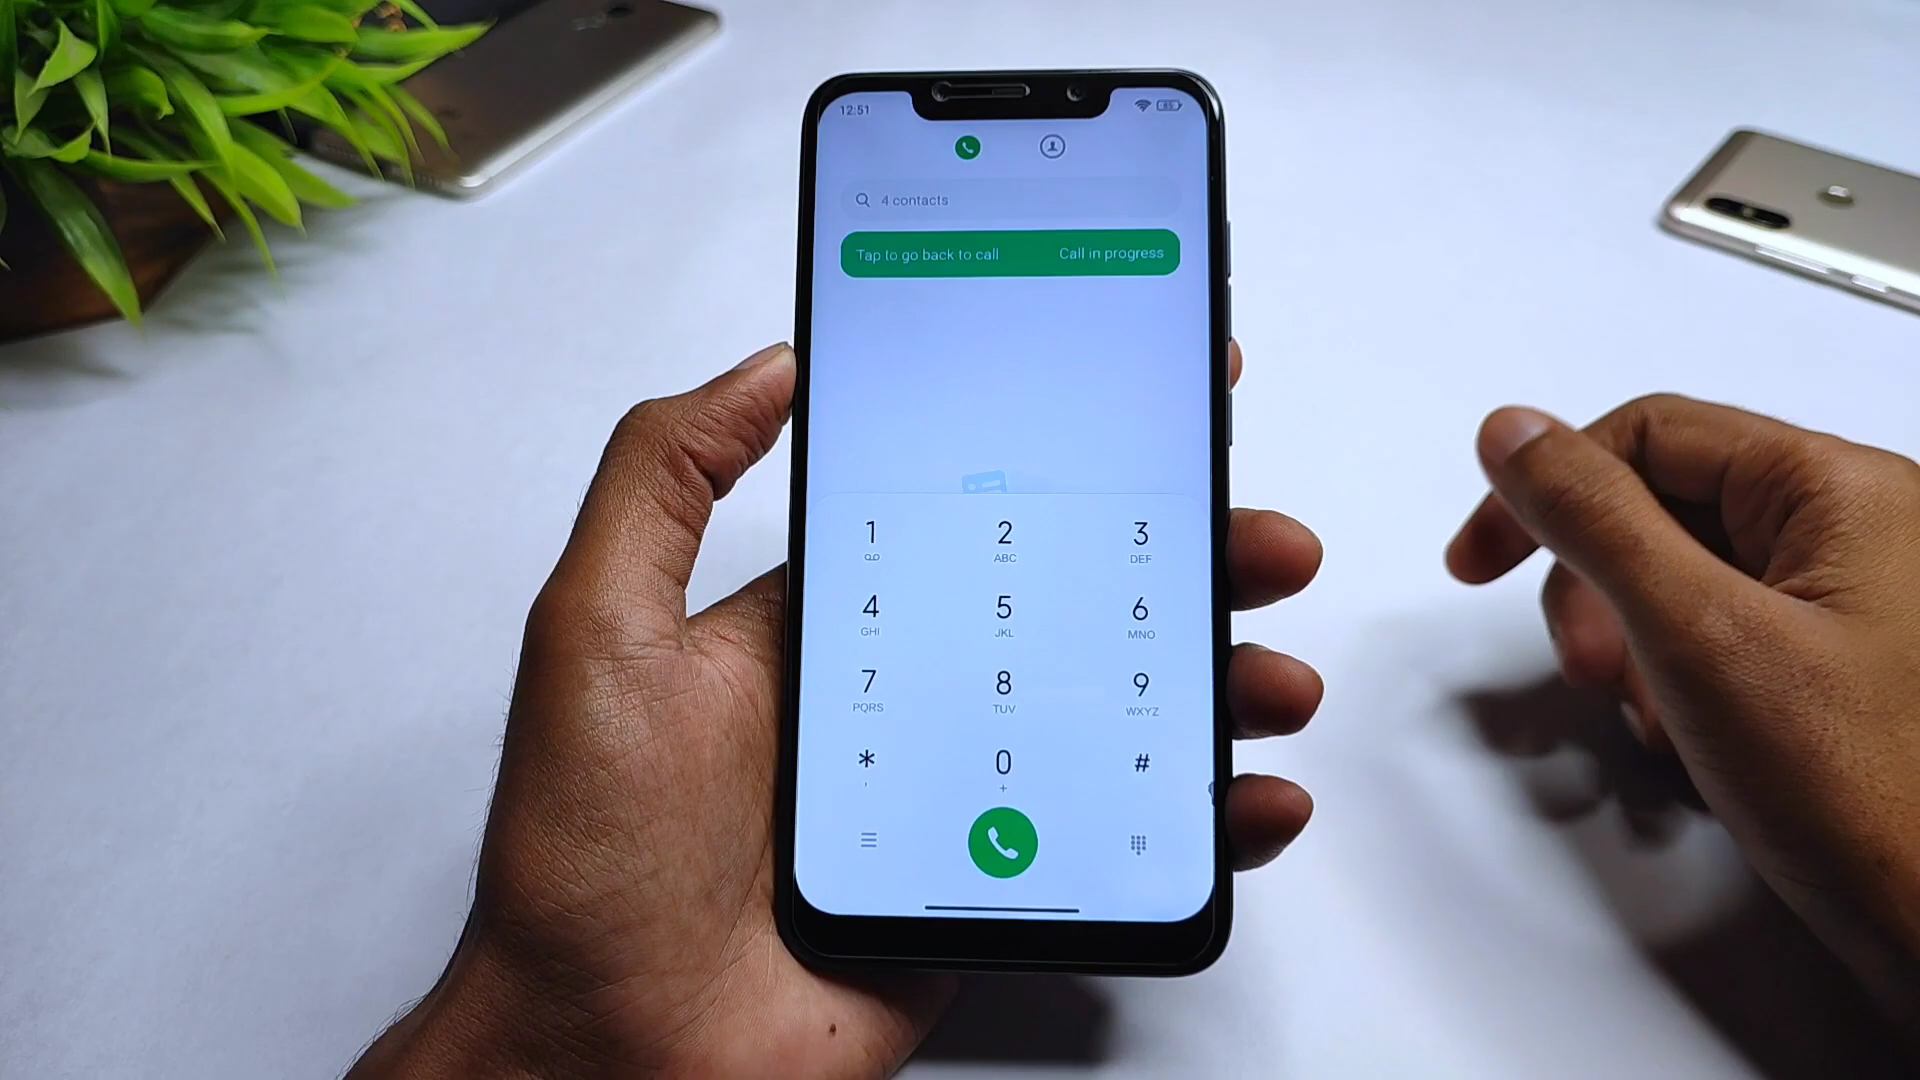 12:51
85
4 contacts
Tap to go back to call Call in progress
1 2 3
ABC DEF
4 5 6
GHI JKL MNO
7 8 9
PQRS TUV WXYZ
* 0 #
, +